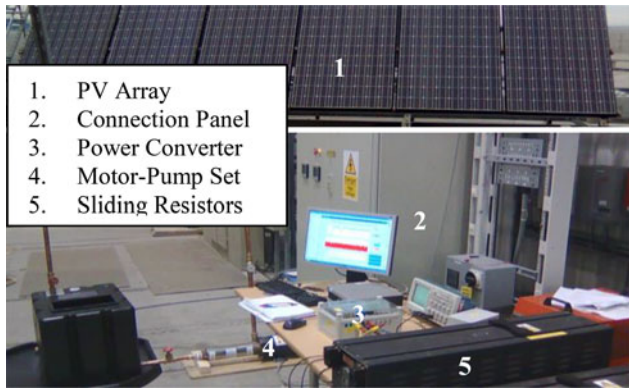 1
1. PV Array
2. Connection Panel
3. Power Converter
4. Motor-Pump Set
5. Sliding Resistors
2
3
4
5